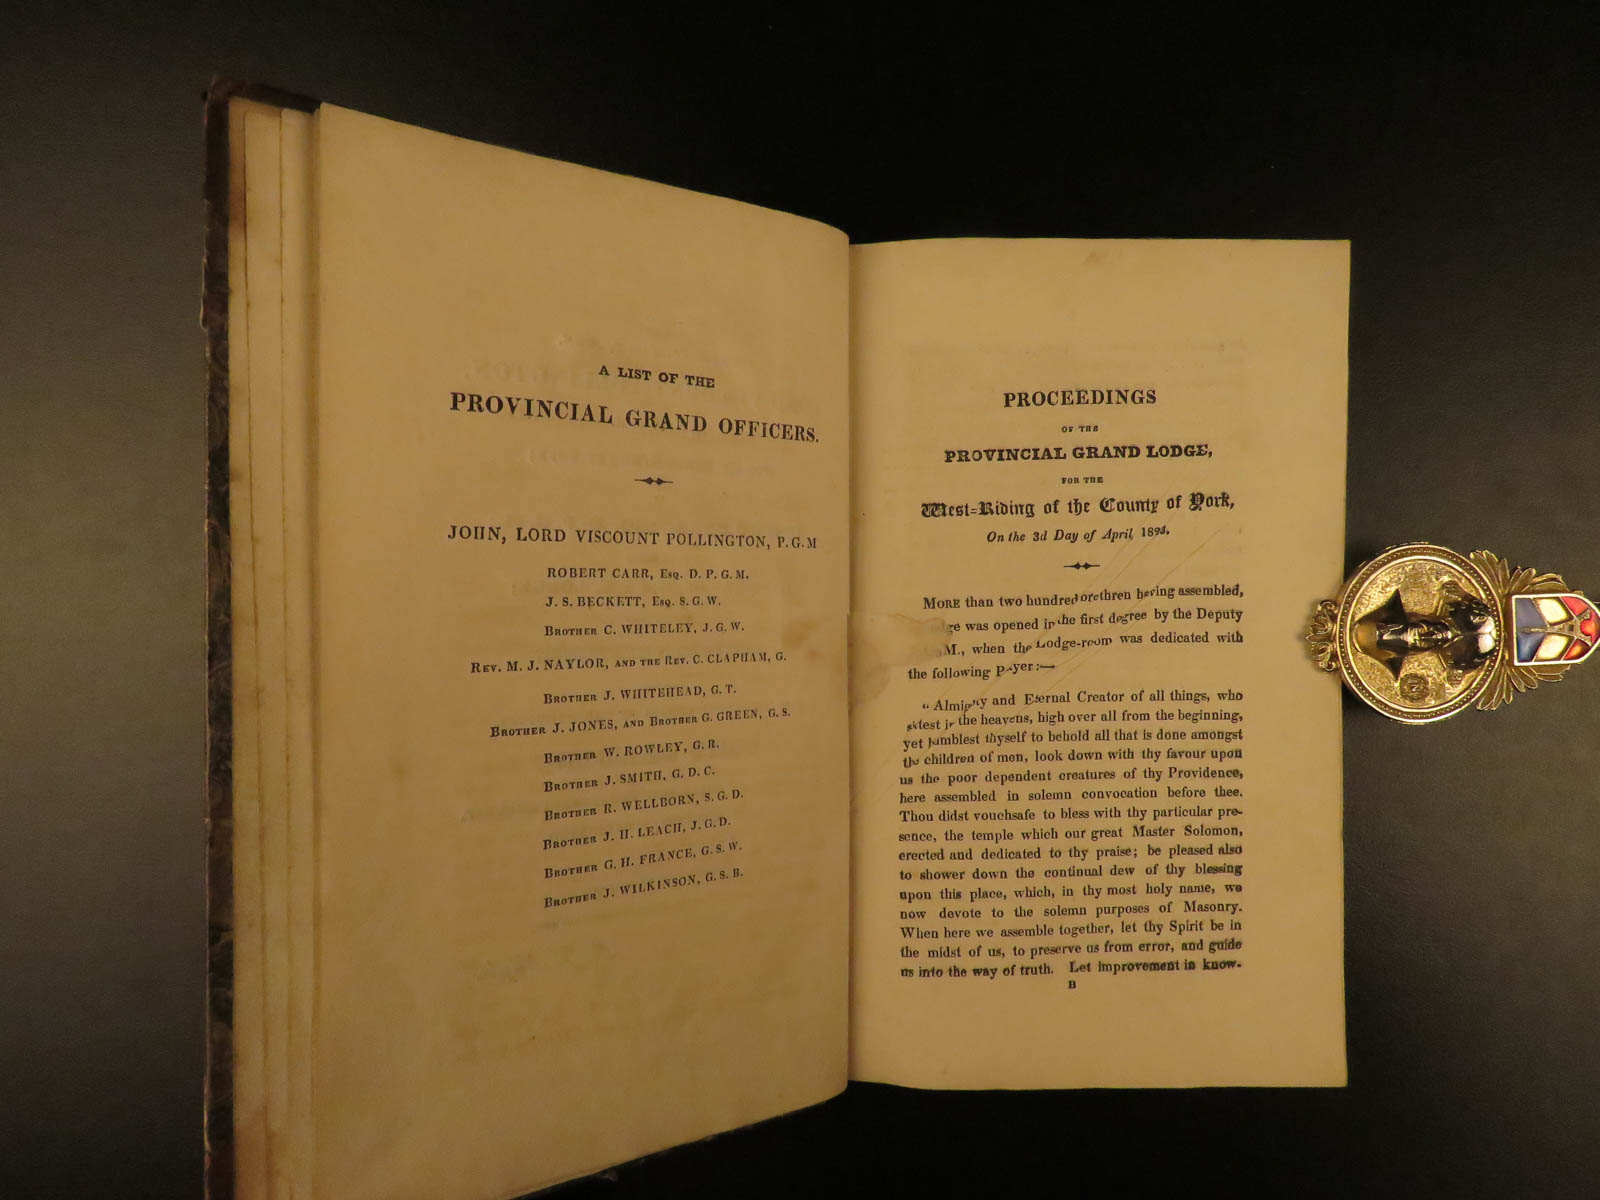 A LIST OF THE
PROVINCIAL GRAND OFFICERS.
JOHN, LORD VISCOUNT POLLINGTON, P.G.M
ROBERT CARR, Esq. D. P. G. M.
J. S. BECKETT, Esq. S. G. W.
Brother C. WHITELEY, J. G. W.
Rev. M. J. NAYLOR, and the Rev. C. CLAPHAM, G.
Brother J. WHITEHEAD, G. T.
Brother J. JONES, and Brother G. GREEN, G. S.
Brother W. ROWLEY, G. R.
Brother J. SMITH, G. D. C.
Brother R. WELLBORN, S. G. D.
Brother J. H. LEACH, J. G. D.
Brother G. H. FRANCE, G. S. W.
Brother J. WILKINSON, G. S. B.
PROCEEDINGS
OF THE
PROVINCIAL GRAND LODGE,
FOR THE
West-Riding of the County of York,
On the 3d Day of April,
More than two hundred brethren having assembled,
was opened in the first degree by the Deputy
M., when the Lodge-room was dedicated with
the following prayer:—
"Almighty and Eternal Creator of all things, who
sittest in the heavens, high over all from the beginning,
yet humblest thyself to behold all that is done amongst
the children of men, look down with thy favour upon
us the poor dependent creatures of thy Providence,
here assembled in solemn convocation before thee.
Thou didst vouchsafe to bless with thy particular pre-
sence, the temple which our great Master Solomon,
erected and dedicated to thy praise; be pleased also
to shower down the continual dew of thy blessing
upon this place, which, in thy most holy name, we
now devote to the solemn purposes of Masonry.
When here we assemble together, let thy Spirit be in
the midst of us, to preserve us from error, and guide
us into the way of truth. Let improvement in know-
B